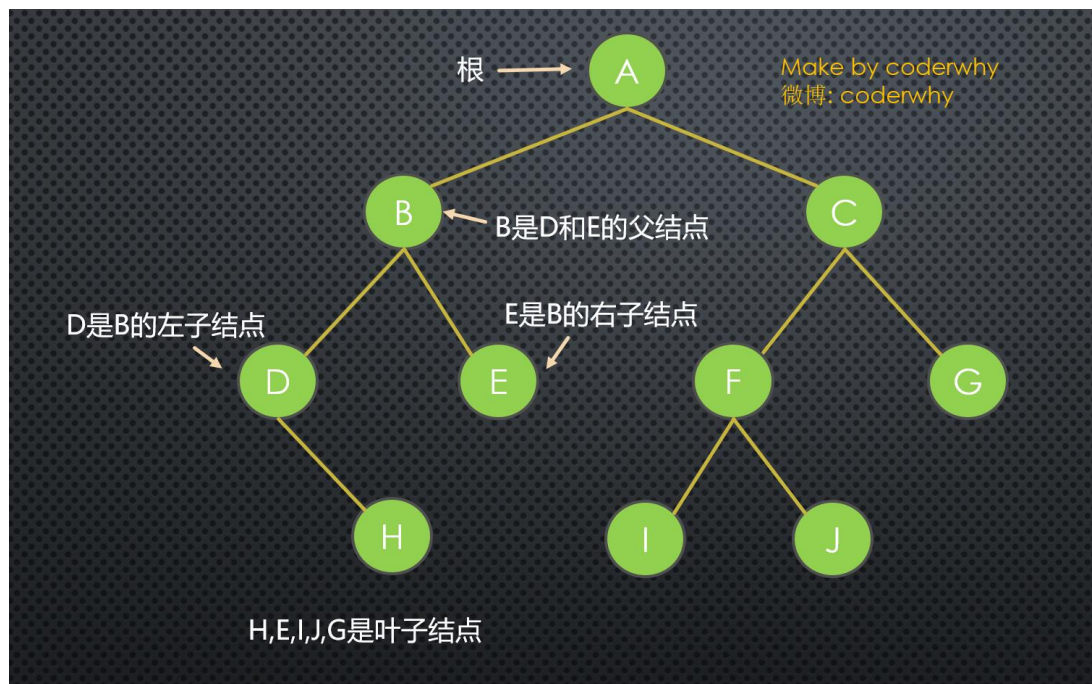 根
A
Make by coderwhy
微博: coderwhy
B
C
B是D和E的父结点
D是B的左子结点
E是B的右子结点
D
E
F
G
H
I
J
H,E,I,J,G是叶子结点